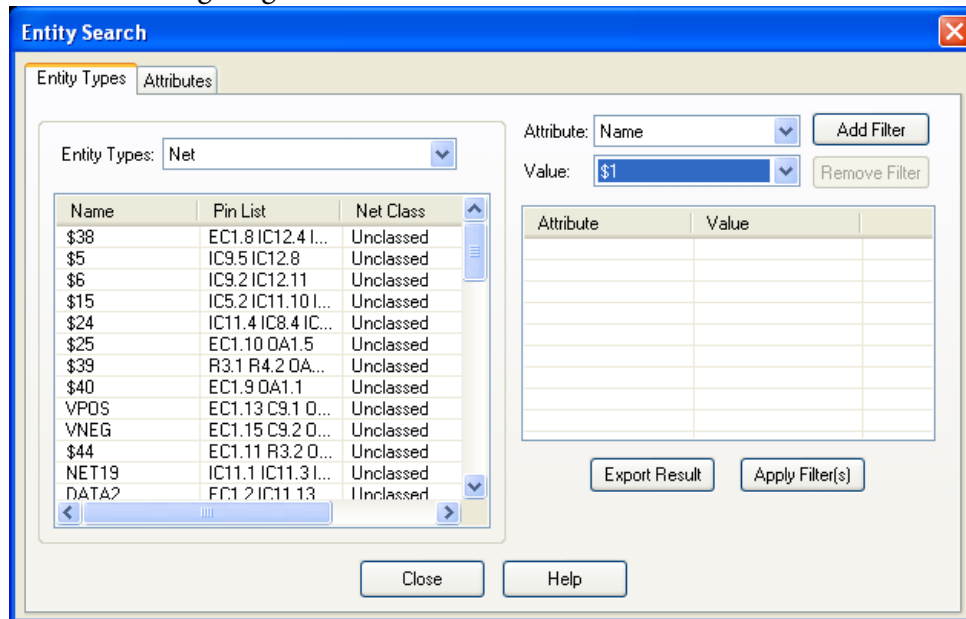 Entity Search
Entity Types Attributes
Entity Types: Net
Attribute: Name Add Filter
Value: $1 Remove Filter
Name Pin List Net Class
$38 EC1.8 IC12.4 I... Unclassed
$5 IC9.5 IC12.8 Unclassed
$6 IC9.2 IC12.11 Unclassed
$15 IC5.2 IC11.10 I... Unclassed
$24 IC11.4 IC8.4 IC... Unclassed
$25 EC1.10 OA1.5 Unclassed
$39 R3.1 R4.2 OA... Unclassed
$40 EC1.9 OA1.1 Unclassed
VPOS EC1.13 C9.1 O... Unclassed
VNEG EC1.15 C9.2 O... Unclassed
$44 EC1.11 R3.2 O... Unclassed
NET19 IC11.1 IC11.3 I... Unclassed
DATA2 EC1.2 IC11.13 Unclassed
Attribute Value
Export Result Apply Filter(s)
Close Help